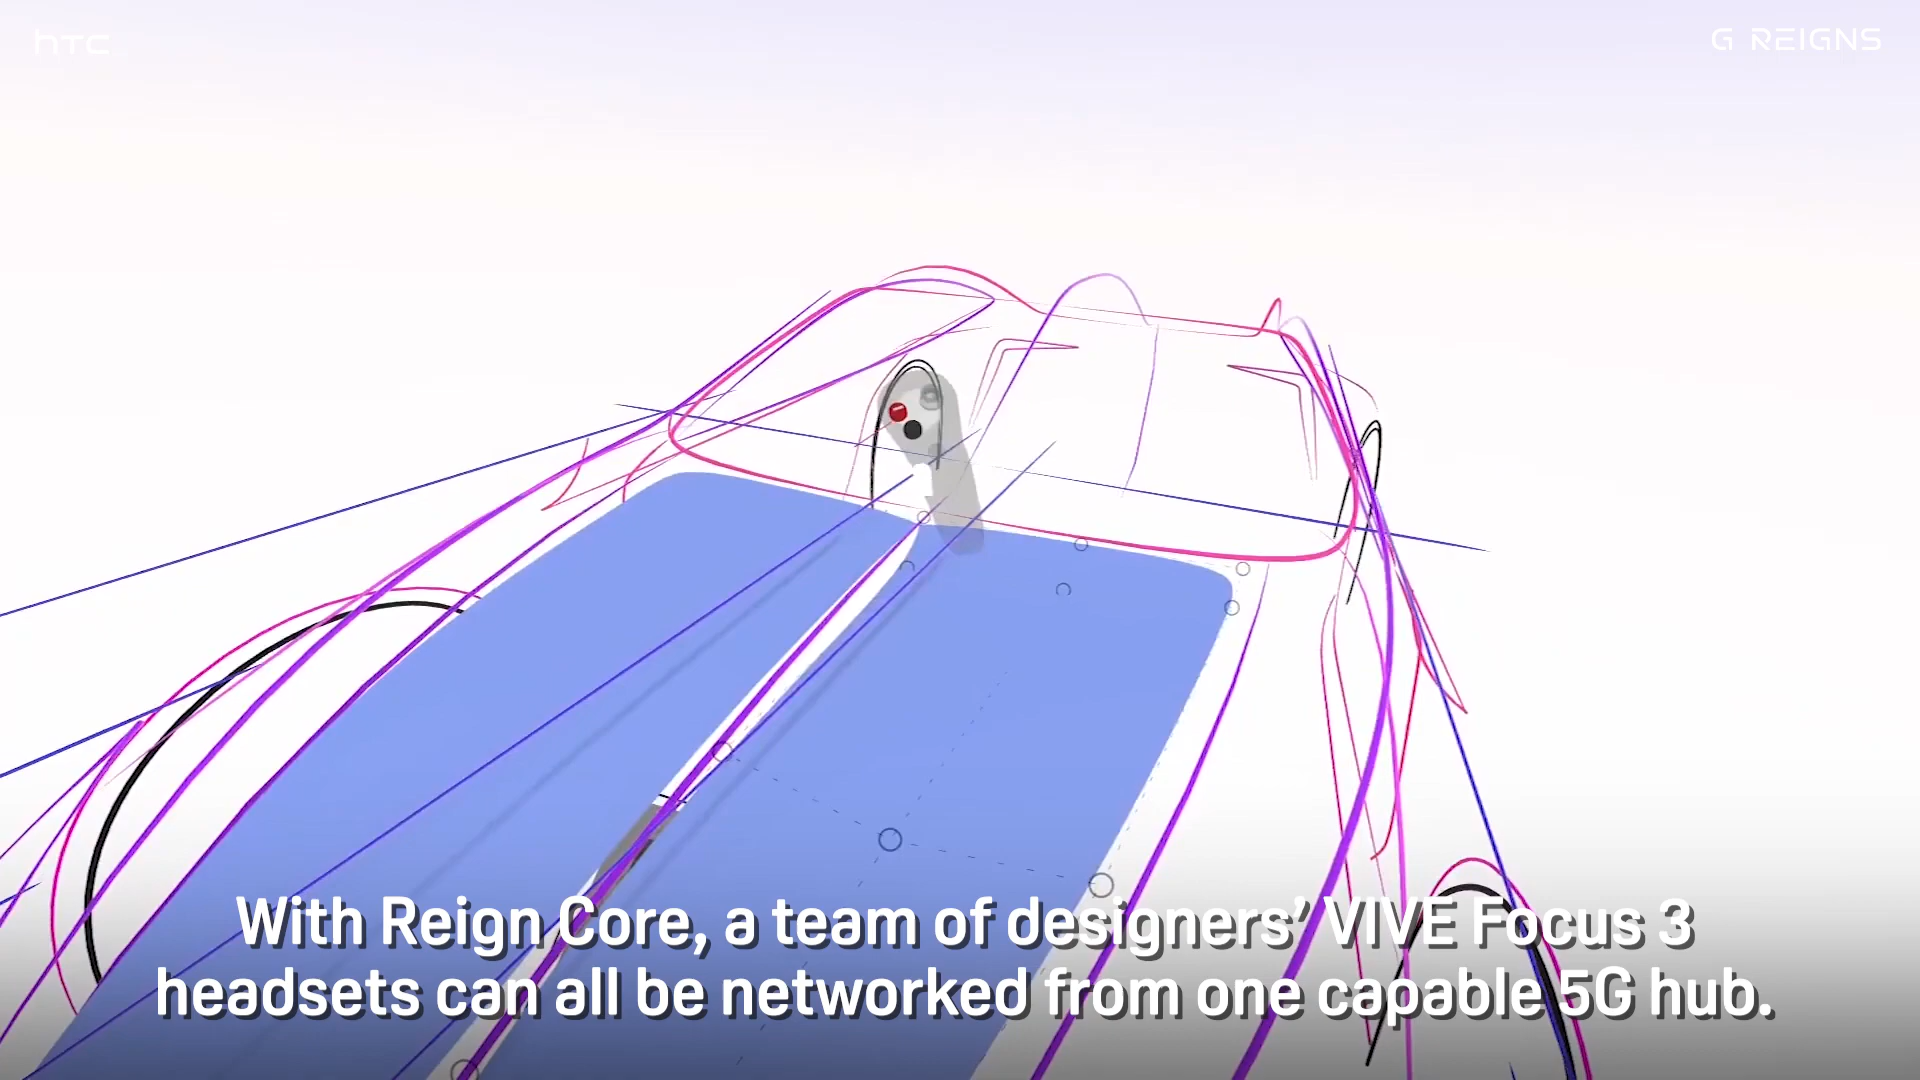 hTC
G REIGNS
With Reign Core, a team of designers’ VIVE Focus 3
headsets can all be networked from one capable 5G hub.